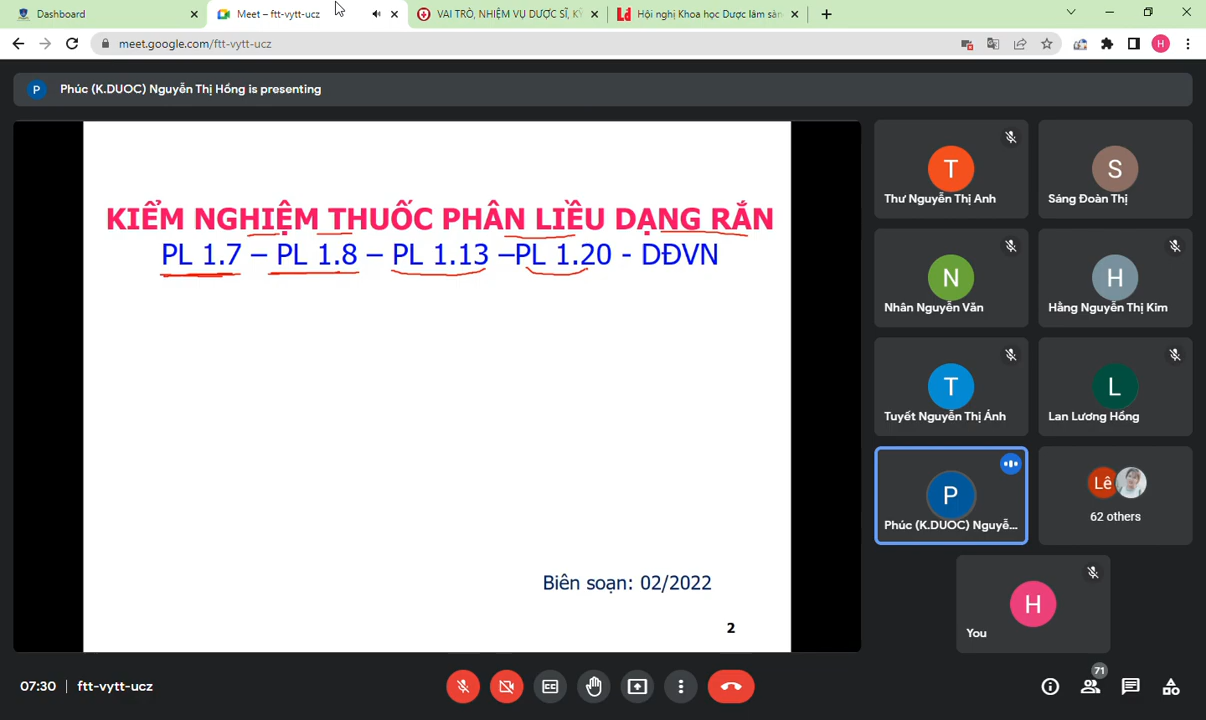 Dashboard
Meet – ftt-vytt-ucz
VAI TRÒ, NHIỆM VỤ DƯỢC SĨ, KỸ
Hội nghị Khoa học Dược lâm sàn
meet.google.com/ftt-vytt-ucz
H
P
Phúc (K.DUOC) Nguyễn Thị Hồng is presenting
KIỂM NGHIỆM THUỐC PHÂN LIỀU DẠNG RẮN
PL 1.7 – PL 1.8 – PL 1.13 –PL 1.20 - DĐVN
Biên soạn: 02/2022
2
T
Thư Nguyễn Thị Anh
S
Sáng Đoàn Thị
N
Nhân Nguyễn Văn
H
Hằng Nguyễn Thị Kim
T
Tuyết Nguyễn Thị Ánh
L
Lan Lương Hồng
P
Phúc (K.DUOC) Nguyễ...
Lê
62 others
H
You
07:30 | ftt-vytt-ucz
CC
71